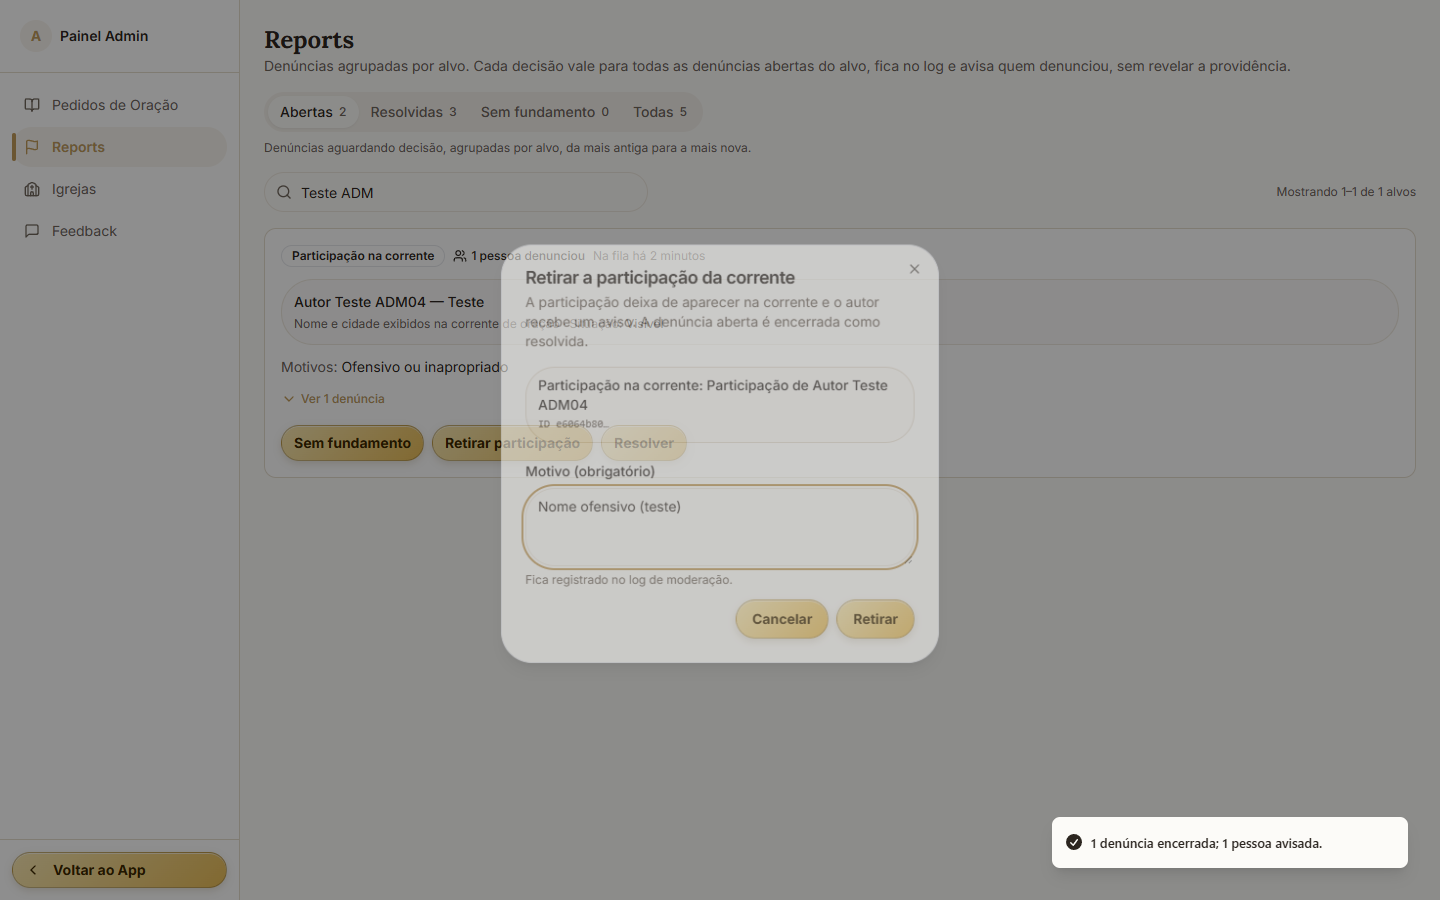 A Painel Admin
Pedidos de Oração
Reports
Igrejas
Feedback
Voltar ao App
Reports
Denúncias agrupadas por alvo. Cada decisão vale para todas as denúncias abertas do alvo, fica no log e avisa quem denunciou, sem revelar a providência.
Abertas 2 Resolvidas 3 Sem fundamento 0 Todas 5
Denúncias aguardando decisão, agrupadas por alvo, da mais antiga para a mais nova.
Teste ADM
Mostrando 1–1 de 1 alvos
Participação na corrente 1 pessoa denunciou Na fila há 2 minutos
Autor Teste ADM04 — Teste
Nome e cidade exibidos na corrente de oração Situação: Visível
Motivos: Ofensivo ou inapropriado
Ver 1 denúncia
Sem fundamento Retirar participação Resolver
Retirar a participação da corrente
A participação deixa de aparecer na corrente e o autor
recebe um aviso. A denúncia aberta é encerrada como
resolvida.
Participação na corrente: Participação de Autor Teste
ADM04
ID e6064b80…
Motivo (obrigatório)
Nome ofensivo (teste)
Fica registrado no log de moderação.
Cancelar Retirar
1 denúncia encerrada; 1 pessoa avisada.